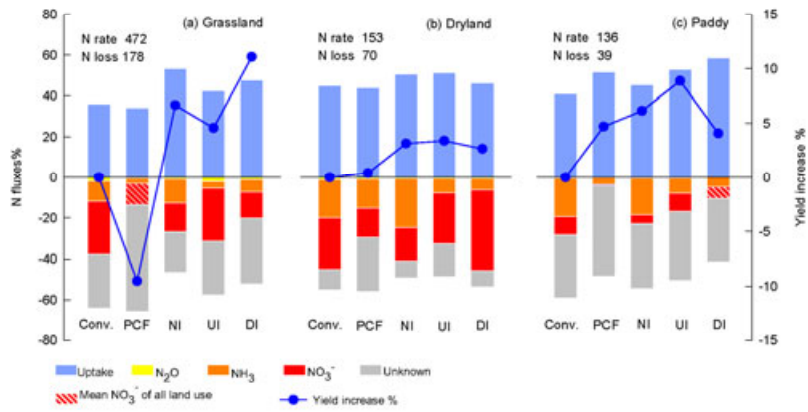 80
60
40
20
0
-20
-40
-60
-80
N fluxes%
(a) Grassland
N rate 472
N loss 178
Conv. PCF NI UI DI
(b) Dryland
N rate 153
N loss 70
Conv. PCF NI UI DI
(c) Paddy
N rate 136
N loss 39
Conv. PCF NI UI DI
15
10
5
0
-5
-10
-15
Yield increase %
Uptake N₂O NH₃ NO₃⁻ Unknown
Mean NO₃⁻ of all land use Yield increase %